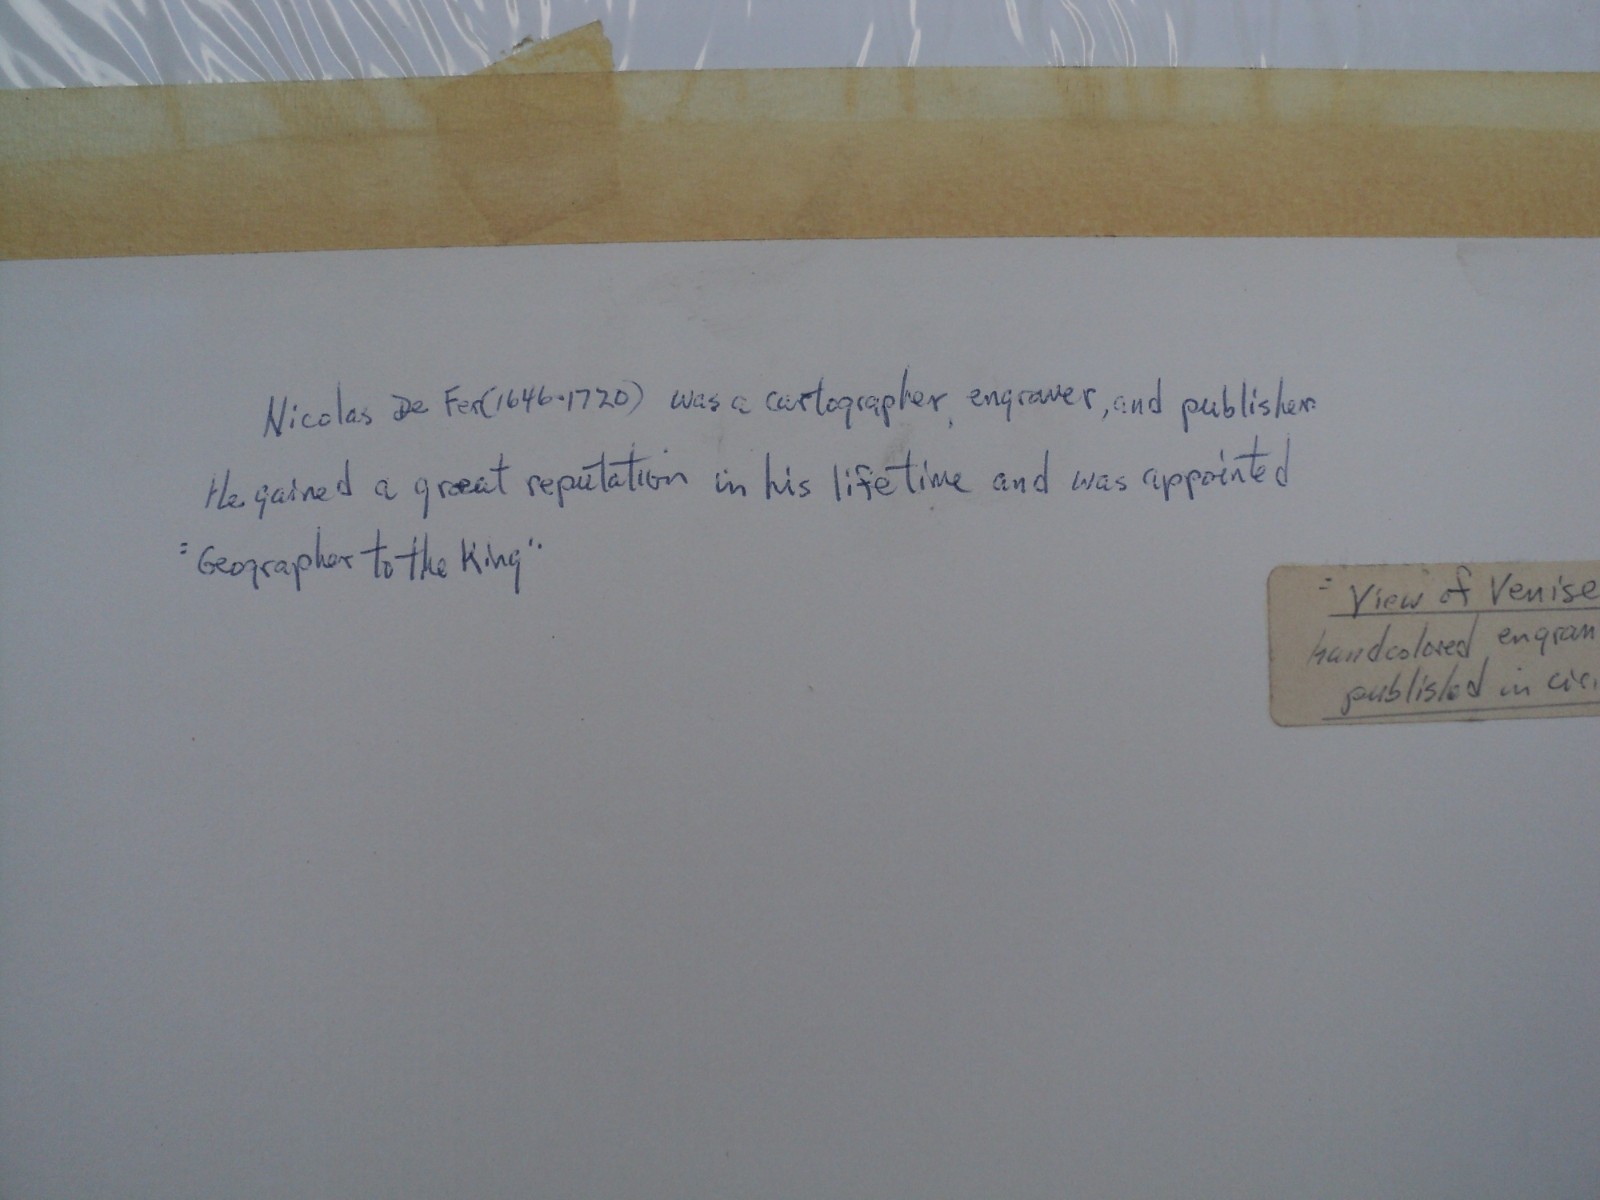 Nicolas De Fer (1646-1720) was a cartographer, engraver, and publisher.
He gained a great reputation in his lifetime and was appointed
"Geographer to the King".
" View of Venise
handcolored engrav
published in